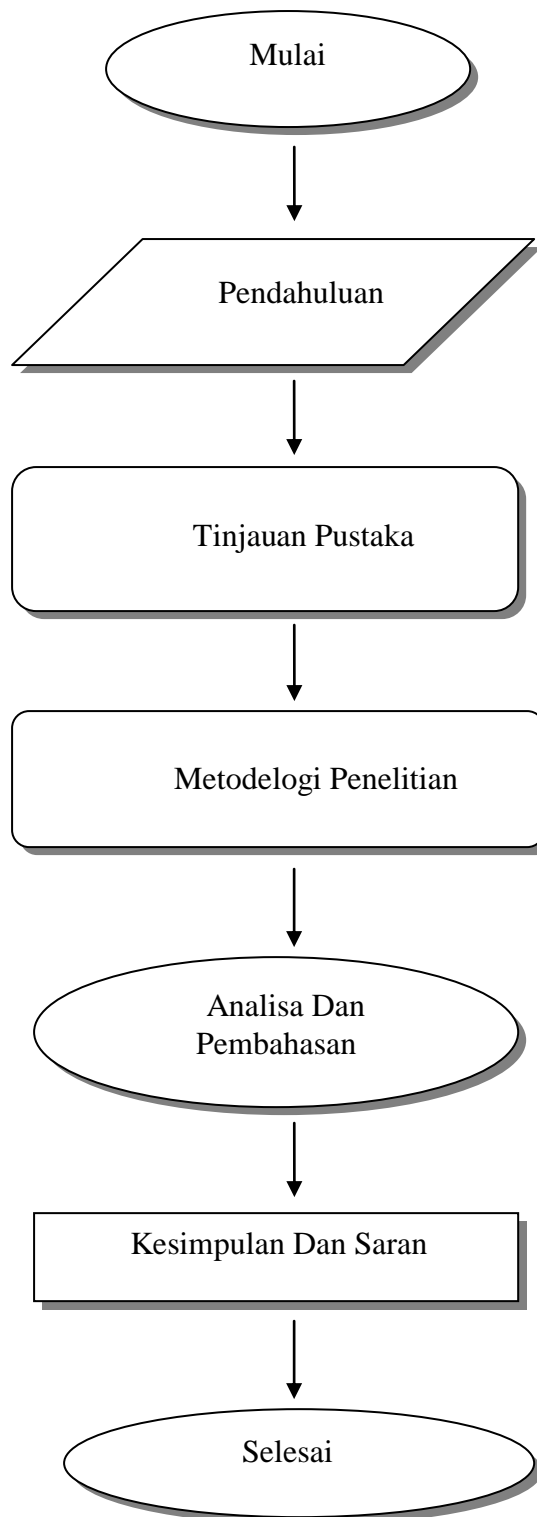 Mulai
Pendahuluan
Tinjauan Pustaka
Metodelogi Penelitian
Analisa Dan
Pembahasan
Kesimpulan Dan Saran
Selesai